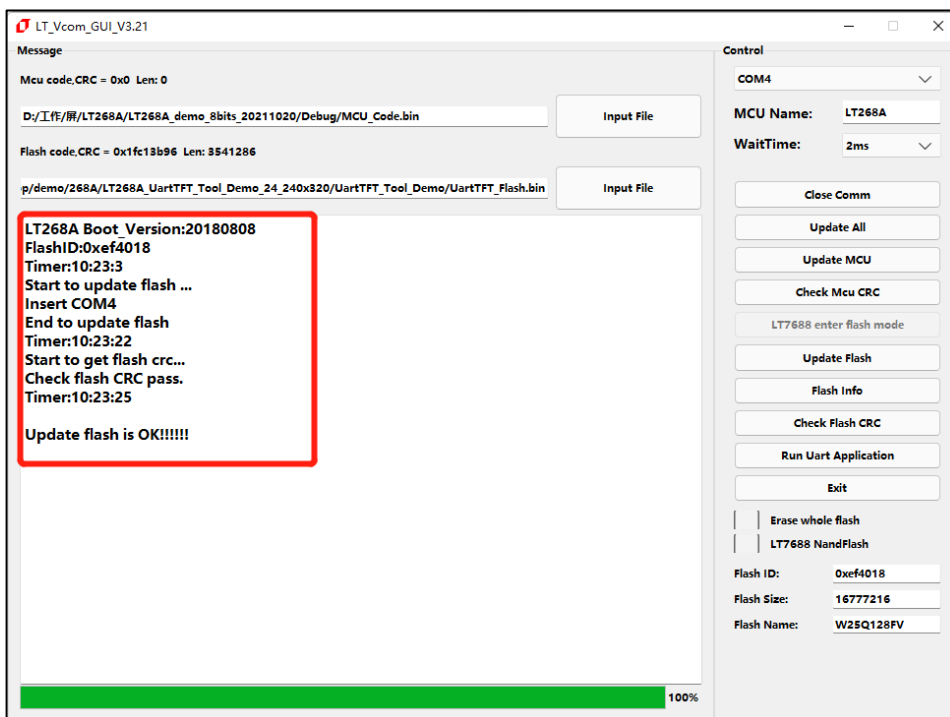 LT_Vcom_GUI_V3.21
Message
Mcu code,CRC = 0x0 Len: 0
D:/工作/屏/LT268A/LT268A_demo_8bits_20211020/Debug/MCU_Code.bin
Input File
Flash code,CRC = 0x1fc13b96 Len: 3541286
p/demo/268A/LT268A_UartTFT_Tool_Demo_24_240x320/UartTFT_Tool_Demo/UartTFT_Flash.bin
Input File
LT268A Boot_Version:20180808
FlashID:0xef4018
Timer:10:23:3
Start to update flash ...
Insert COM4
End to update flash
Timer:10:23:22
Start to get flash crc...
Check flash CRC pass.
Timer:10:23:25
Update flash is OK!!!!!!
100%
Control
COM4
MCU Name: LT268A
WaitTime: 2ms
Close Comm
Update All
Update MCU
Check Mcu CRC
LT7688 enter flash mode
Update Flash
Flash Info
Check Flash CRC
Run Uart Application
Exit
Erase whole flash
LT7688 NandFlash
Flash ID: 0xef4018
Flash Size: 16777216
Flash Name: W25Q128FV